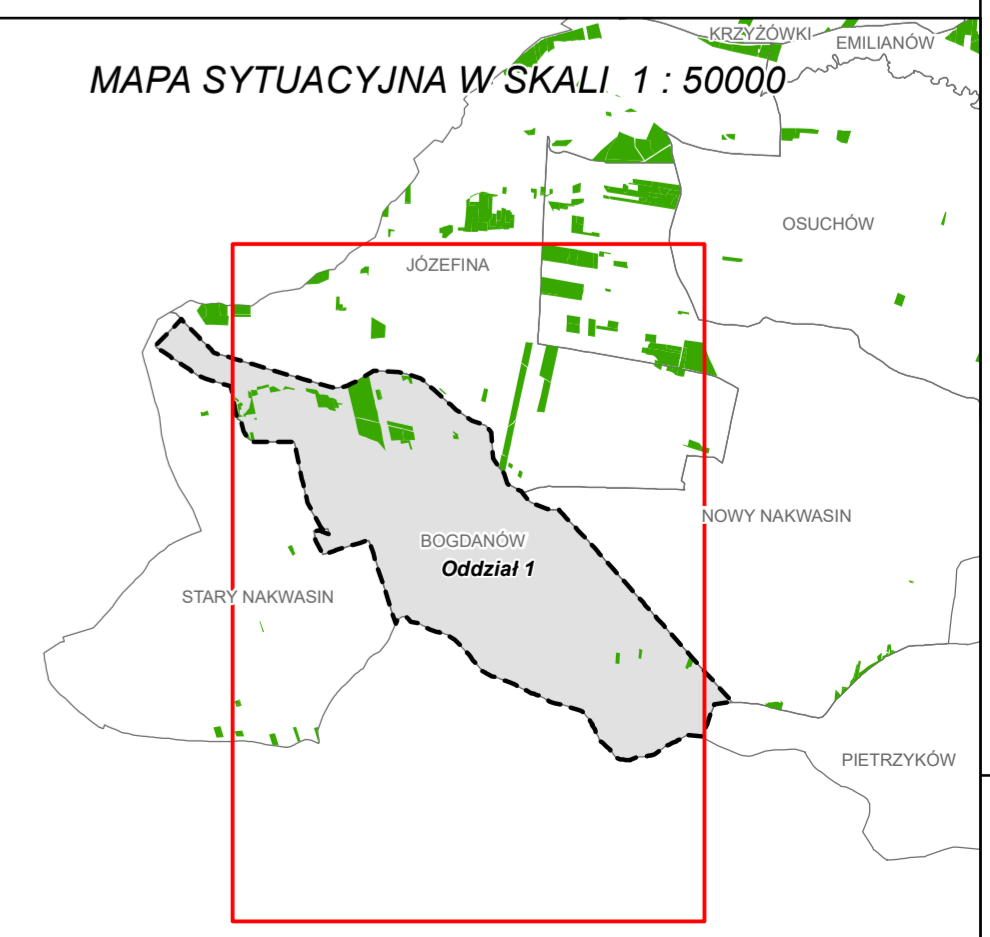 KRZYŻÓWKI
EMILIANÓW
MAPA SYTUACYJNA W SKALI 1 : 50000
OSUCHÓW
JÓZEFINA
NOWY NAKWASIN
BOGDANÓW
Oddział 1
STARY NAKWASIN
PIETRZYKÓW